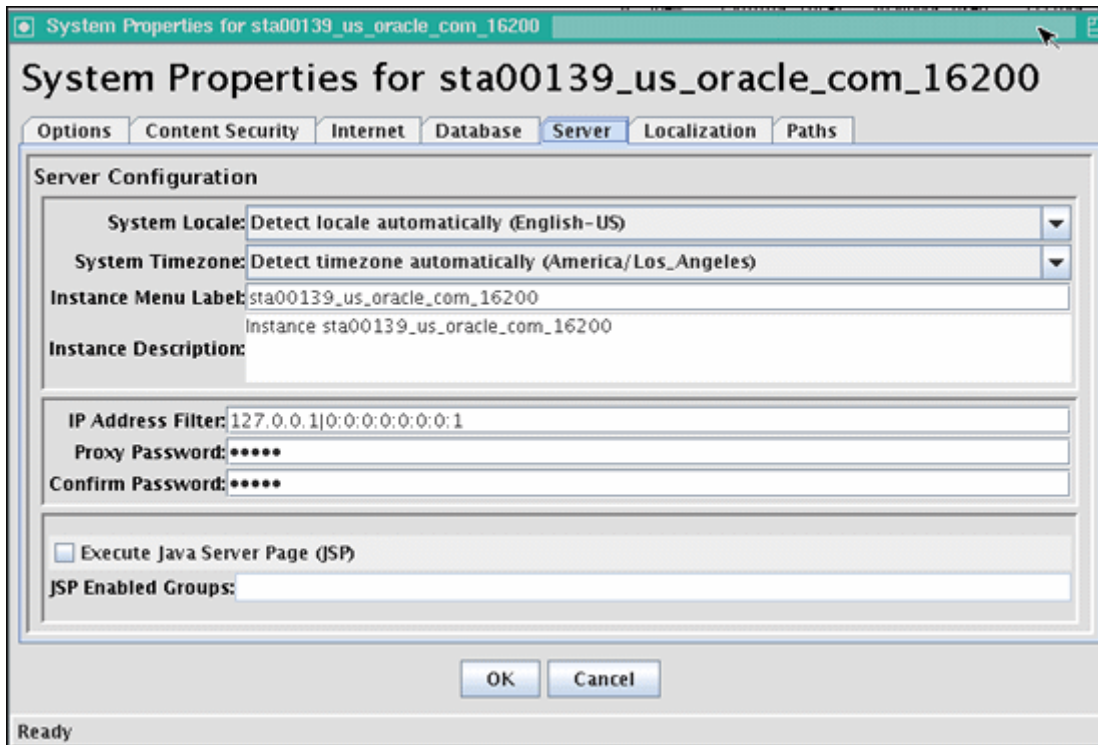 System Properties for sta00139_us_oracle_com_16200
System Properties for sta00139_us_oracle_com_16200
Options Content Security Internet Database Server Localization Paths
Server Configuration
System Locale: Detect locale automatically (English-US)
System Timezone: Detect timezone automatically (America/Los_Angeles)
Instance Menu Label: sta00139_us_oracle_com_16200
Instance sta00139_us_oracle_com_16200
Instance Description:
IP Address Filter: 127.0.0.1|0:0:0:0:0:0:0:1
Proxy Password: •••••
Confirm Password: •••••
Execute Java Server Page (JSP)
JSP Enabled Groups:
OK Cancel
Ready